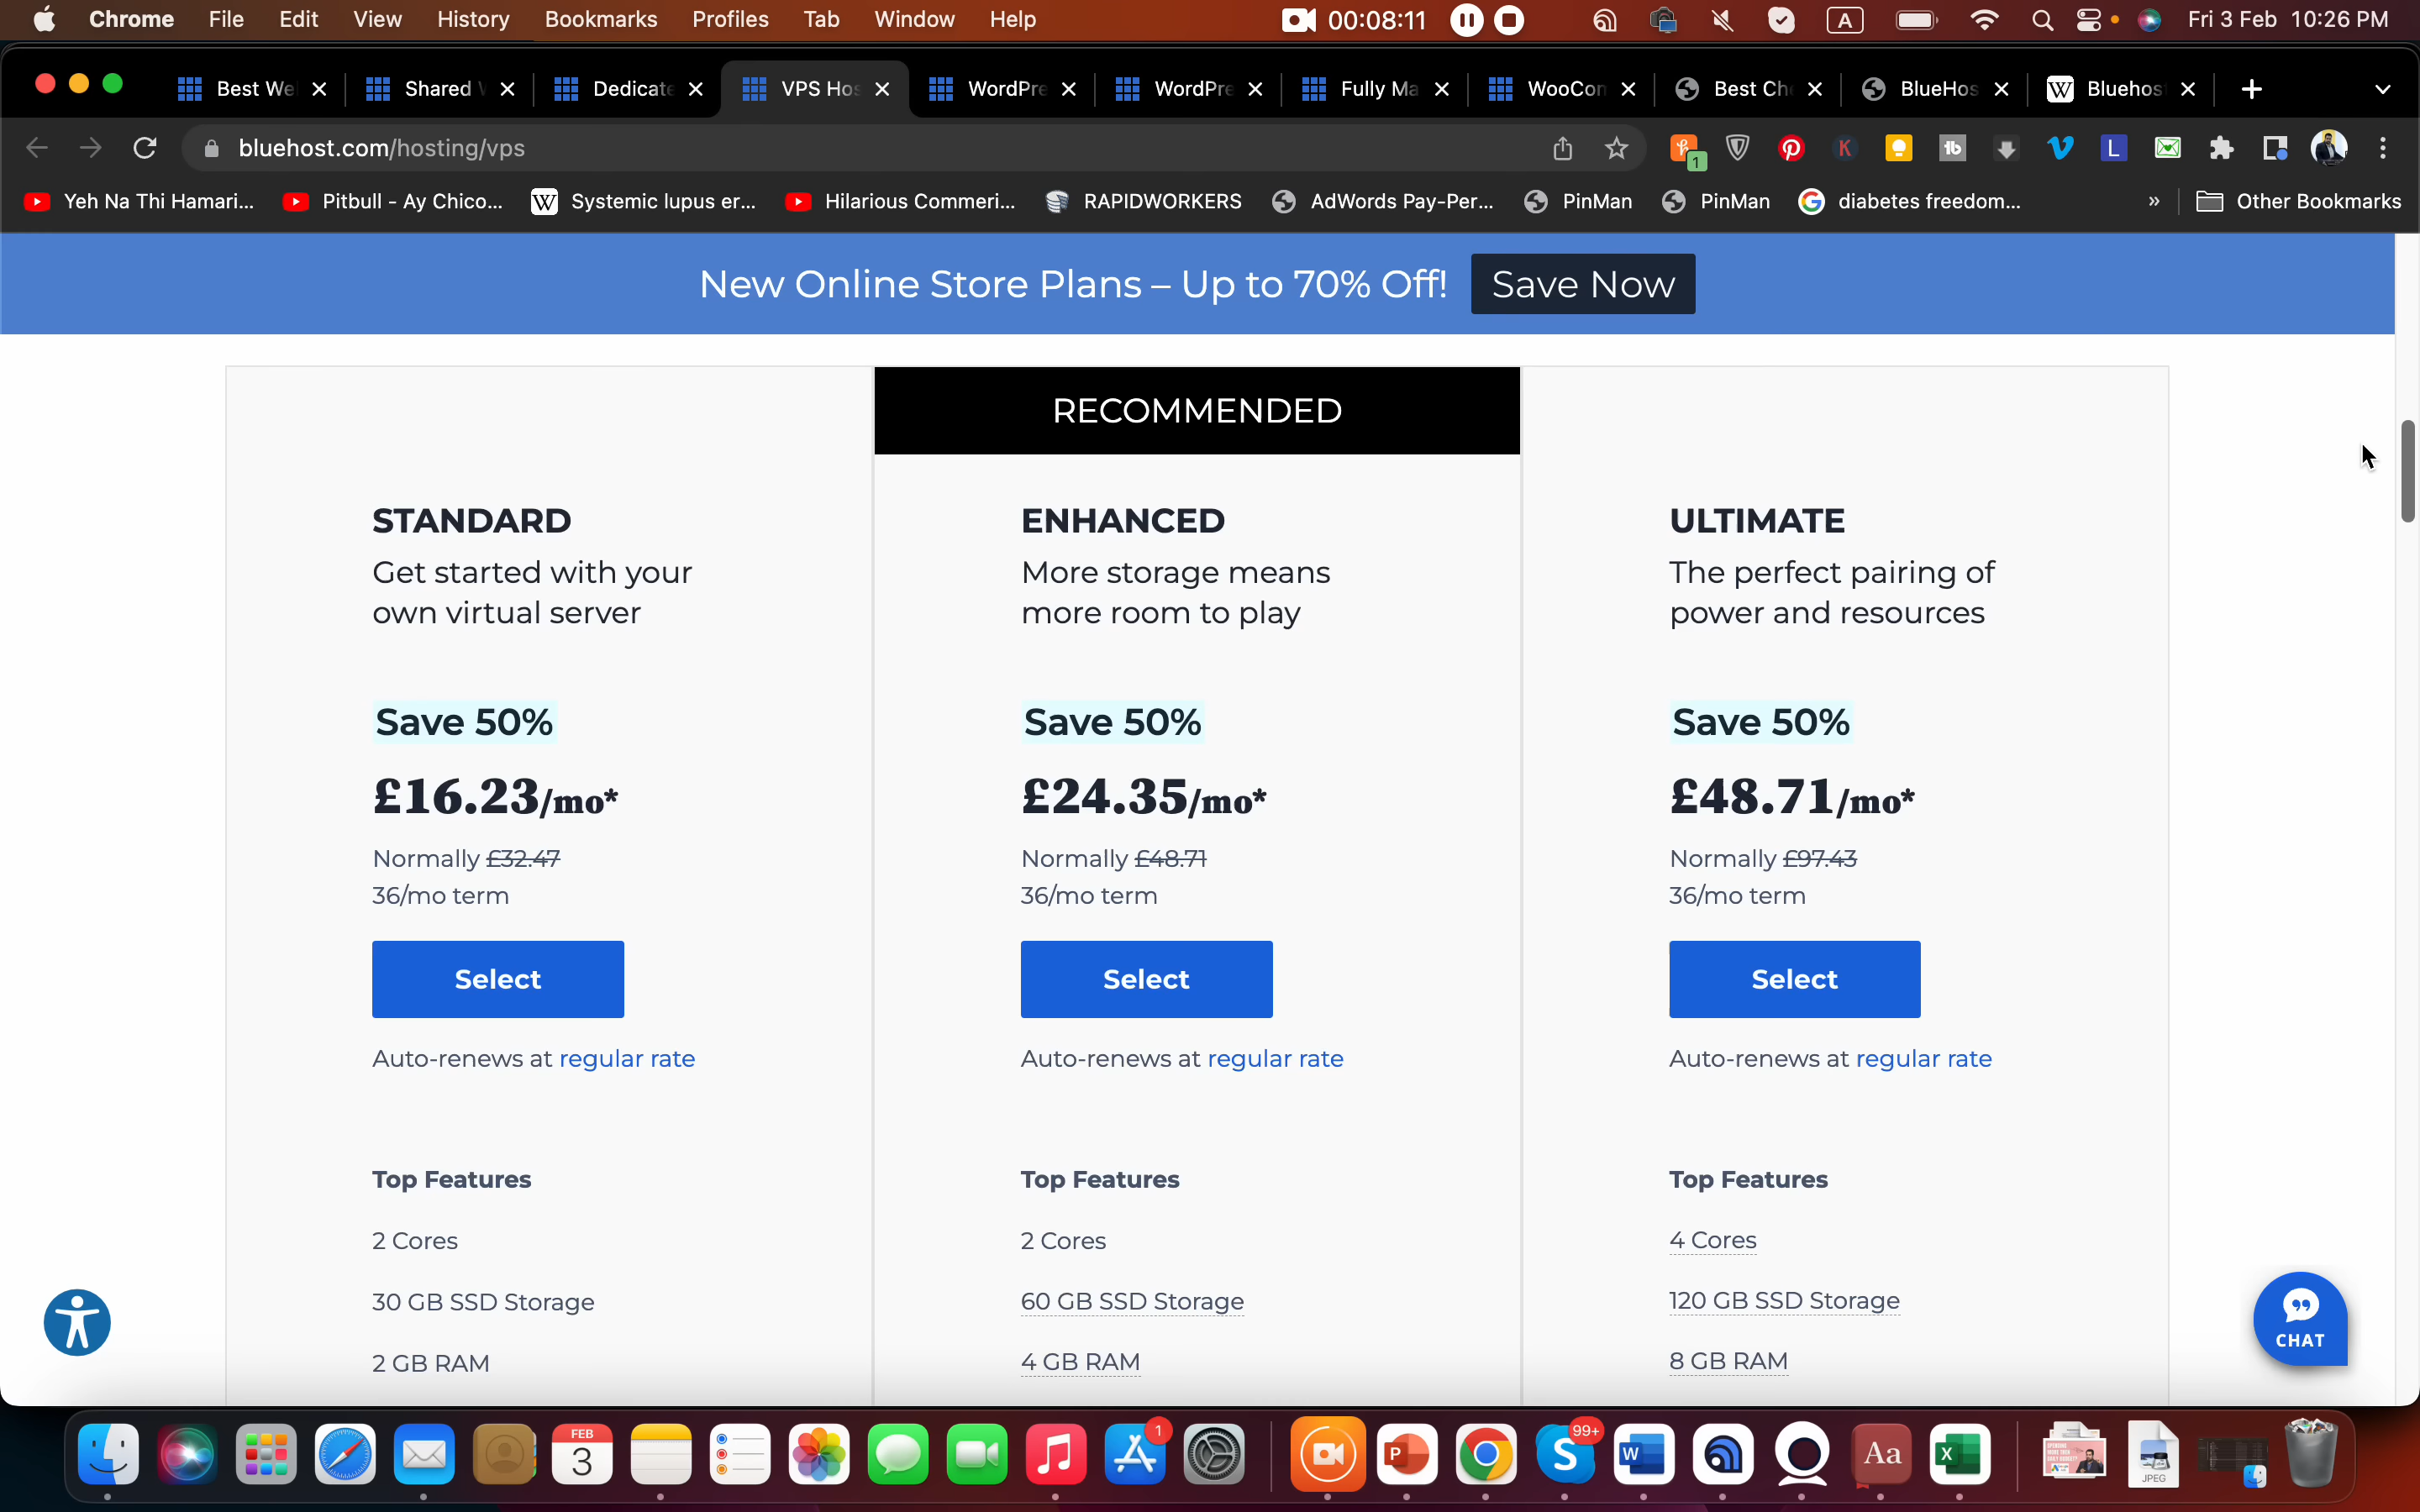 Chrome File Edit View History Bookmarks Profiles Tab Window Help 00:08:11 A Fri 3 Feb 10:26 PM
Best We Shared Dedicate VPS Hos WordPre WordPre Fully Ma WooCon Best Ch BlueHos W Bluehos
bluehost.com/hosting/vps
1
Yeh Na Thi Hamari... Pitbull - Ay Chico... W Systemic lupus er... Hilarious Commeri... RAPIDWORKERS AdWords Pay-Per... PinMan PinMan diabetes freedom... » Other Bookmarks
New Online Store Plans – Up to 70% Off! Save Now
RECOMMENDED
STANDARD
Get started with your
own virtual server
Save 50%
£16.23/mo*
Normally £32.47
36/mo term
Select
Auto-renews at regular rate
Top Features
2 Cores
30 GB SSD Storage
2 GB RAM
ENHANCED
More storage means
more room to play
Save 50%
£24.35/mo*
Normally £48.71
36/mo term
Select
Auto-renews at regular rate
Top Features
2 Cores
60 GB SSD Storage
4 GB RAM
ULTIMATE
The perfect pairing of
power and resources
Save 50%
£48.71/mo*
Normally £97.43
36/mo term
Select
Auto-renews at regular rate
Top Features
4 Cores
120 GB SSD Storage
8 GB RAM
CHAT
FEB
3
1
P
S
99+
W
Aa
X
JPEG